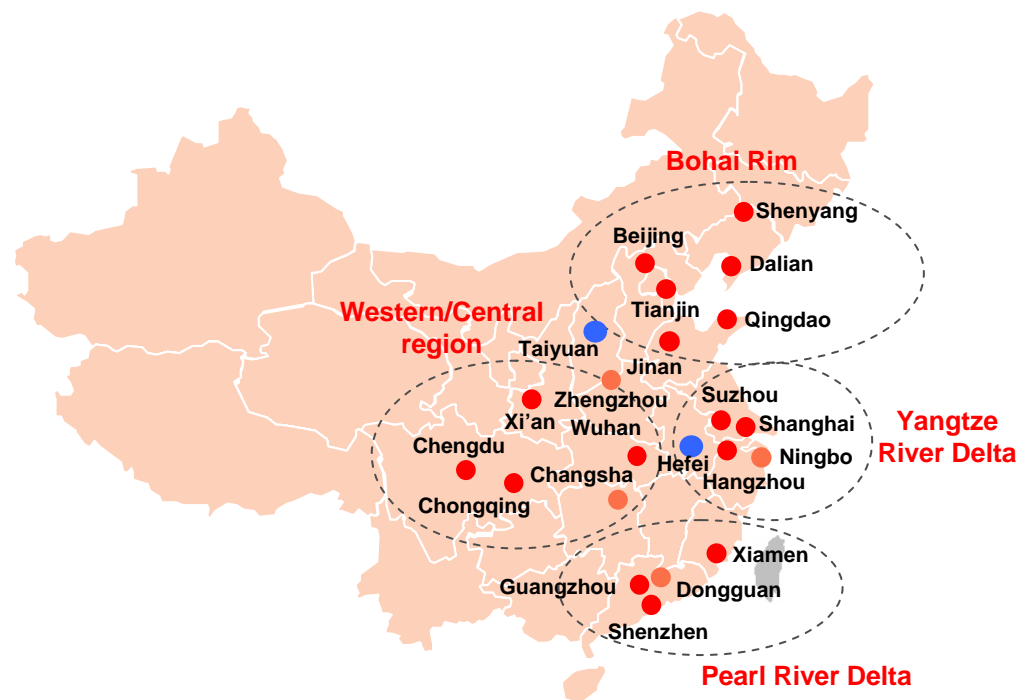 Bohai Rim
Shenyang
Beijing
Dalian
Tianjin
Qingdao
Western/Central
region
Taiyuan
Jinan
Zhengzhou
Suzhou
Xi’an
Wuhan
Shanghai
Yangtze
River Delta
Chengdu
Hefei
Ningbo
Changsha
Hangzhou
Chongqing
Xiamen
Guangzhou
Dongguan
Shenzhen
Pearl River Delta